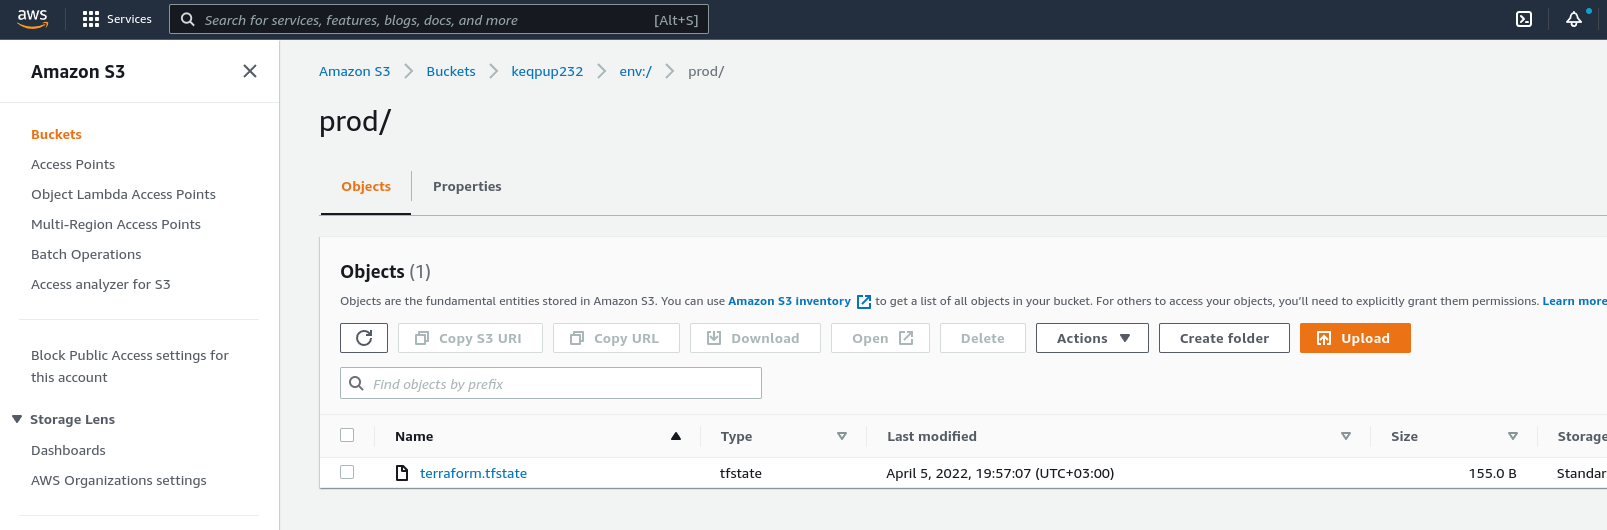 aws Services Search for services, features, blogs, docs, and more [Alt+S]
Amazon S3
Buckets
Access Points
Object Lambda Access Points
Multi-Region Access Points
Batch Operations
Access analyzer for S3
Block Public Access settings for
this account
Storage Lens
Dashboards
AWS Organizations settings
Amazon S3 Buckets keqpup232 env:/ prod/
prod/
Objects Properties
Objects (1)
Objects are the fundamental entities stored in Amazon S3. You can use Amazon S3 inventory to get a list of all objects in your bucket. For others to access your objects, you'll need to explicitly grant them permissions. Learn more
Copy S3 URI Copy URL Download Open Delete Actions Create folder Upload
Find objects by prefix
Name Type Last modified Size Storage
terraform.tfstate tfstate April 5, 2022, 19:57:07 (UTC+03:00) 155.0 B Standar